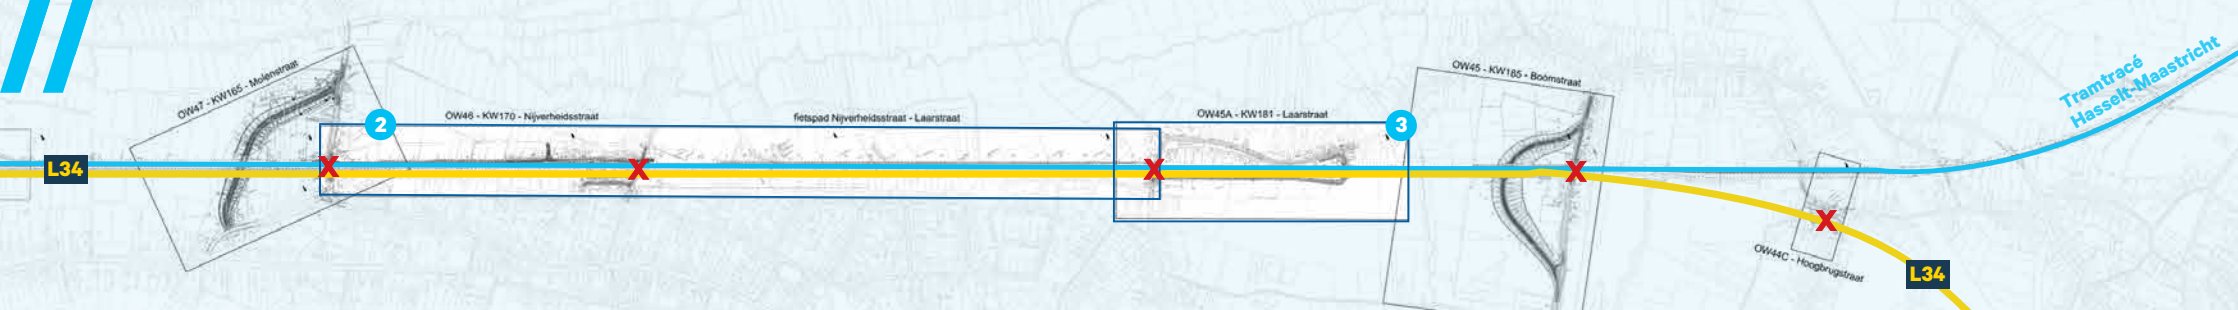 OW47 - KW165 - Molenstraat
2
OW46 - KW170 - Nijverheidsstraat
fietspad Nijverheidsstraat - Laarstraat
OW45A - KW181 - Laarstraat
3
OW45 - KW185 - Boomstraat
Tramtracé
Hasselt-Maastricht
L34
X
X
X
X
X
OW44C - Hoogbrugstraat
L34